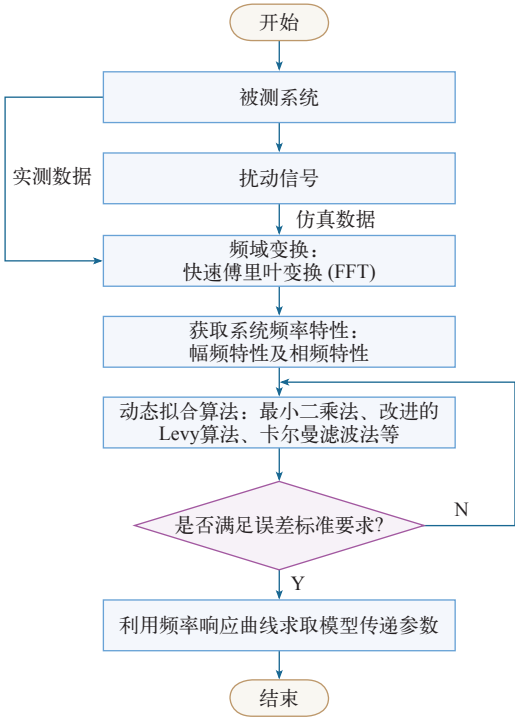 开始
被测系统
实测数据
扰动信号
仿真数据
频域变换：
快速傅里叶变换 (FFT)
获取系统频率特性：
幅频特性及相频特性
动态拟合算法：最小二乘法、改进的
Levy算法、卡尔曼滤波法等
是否满足误差标准要求?
N
Y
利用频率响应曲线求取模型传递参数
结束